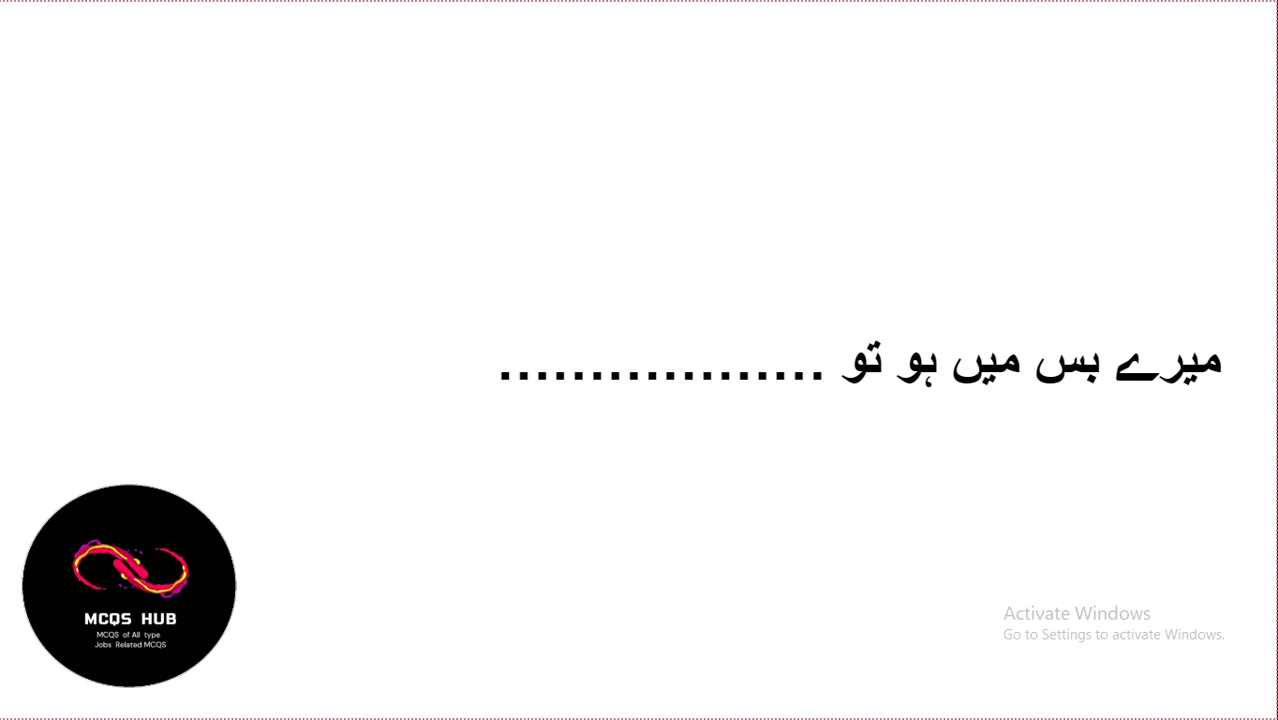 میرے بس میں ہو تو ..................
MCQS HUB
MCQS of All type
Jobs Related MCQS
Activate Windows
Go to Settings to activate Windows.